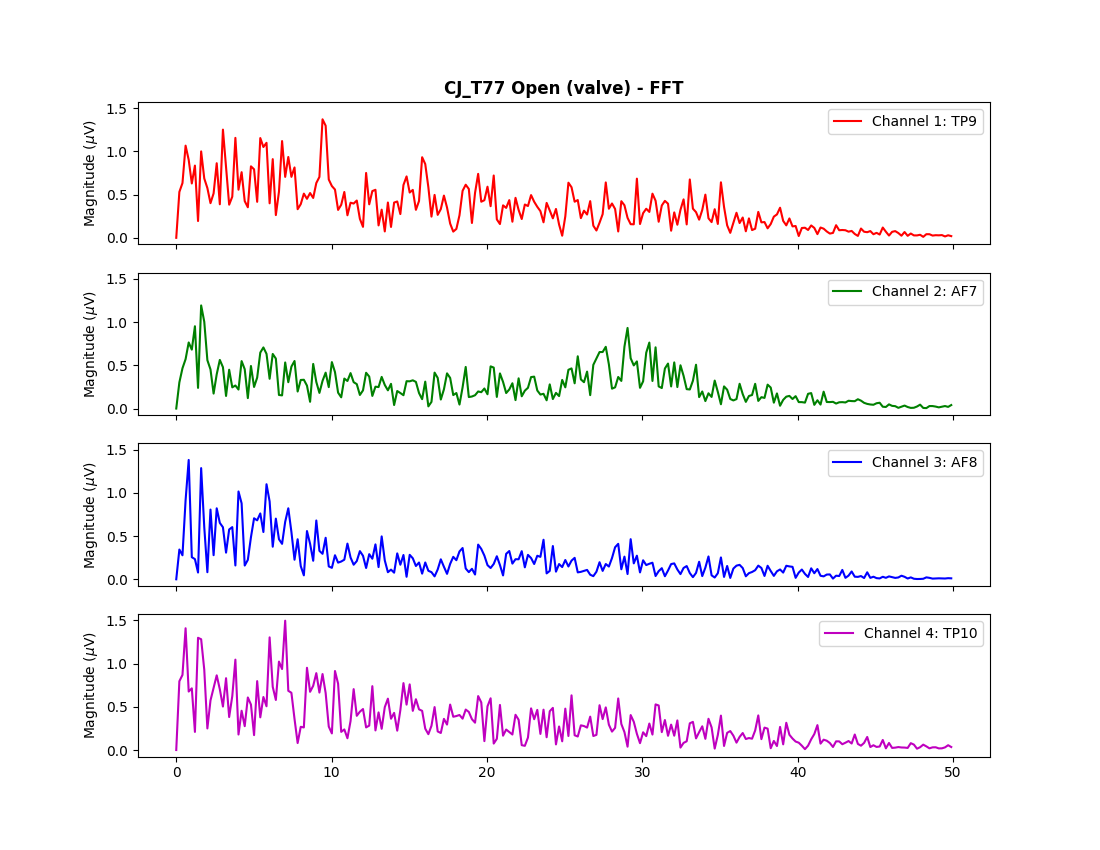 CJ_T77 Open (valve) - FFT
1.5
1.0
0.5
0.0
Magnitude (μV)
Channel 1: TP9
1.5
1.0
0.5
0.0
Magnitude (μV)
Channel 2: AF7
1.5
1.0
0.5
0.0
Magnitude (μV)
Channel 3: AF8
1.5
1.0
0.5
0.0
Magnitude (μV)
Channel 4: TP10
0 10 20 30 40 50